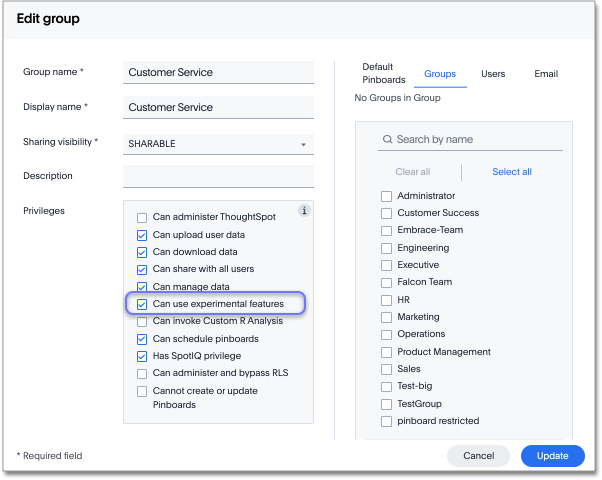 Edit group
Group name *
Customer Service
Display name *
Customer Service
Sharing visibility *
SHARABLE
Description
Privileges
i
Can administer ThoughtSpot
Can upload user data
Can download data
Can share with all users
Can manage data
Can use experimental features
Can invoke Custom R Analysis
Can schedule pinboards
Has SpotIQ privilege
Can administer and bypass RLS
Cannot create or update
Pinboards
Default
Pinboards
Groups
Users
Email
No Groups in Group
Search by name
Clear all
Select all
Administrator
Customer Success
Embrace-Team
Engineering
Executive
Falcon Team
HR
Marketing
Operations
Product Management
Sales
Test-big
TestGroup
pinboard restricted
* Required field
Cancel
Update